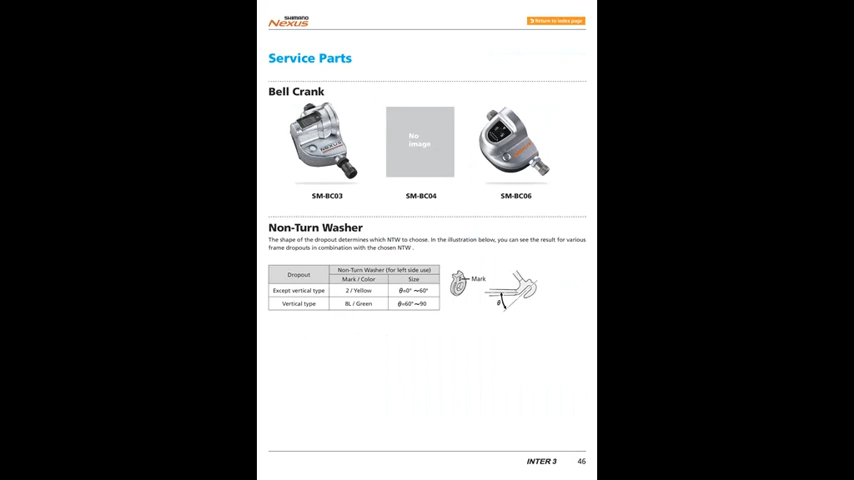 SHIMANO
Nexus
Return to index page
Service Parts
Bell Crank
No
image
SM-BC03
SM-BC04
SM-BC06
Non-Turn Washer
The shape of the dropout determines which NTW to choose. In the illustration below, you can see the result for various
frame dropouts in combination with the chosen NTW .
Dropout
Non-Turn Washer (for left side use)
Mark / Color
Size
Except vertical type
2 / Yellow
θ=0° ~60°
Vertical type
8L / Green
θ=60°~90
Mark
θ
INTER 3
46